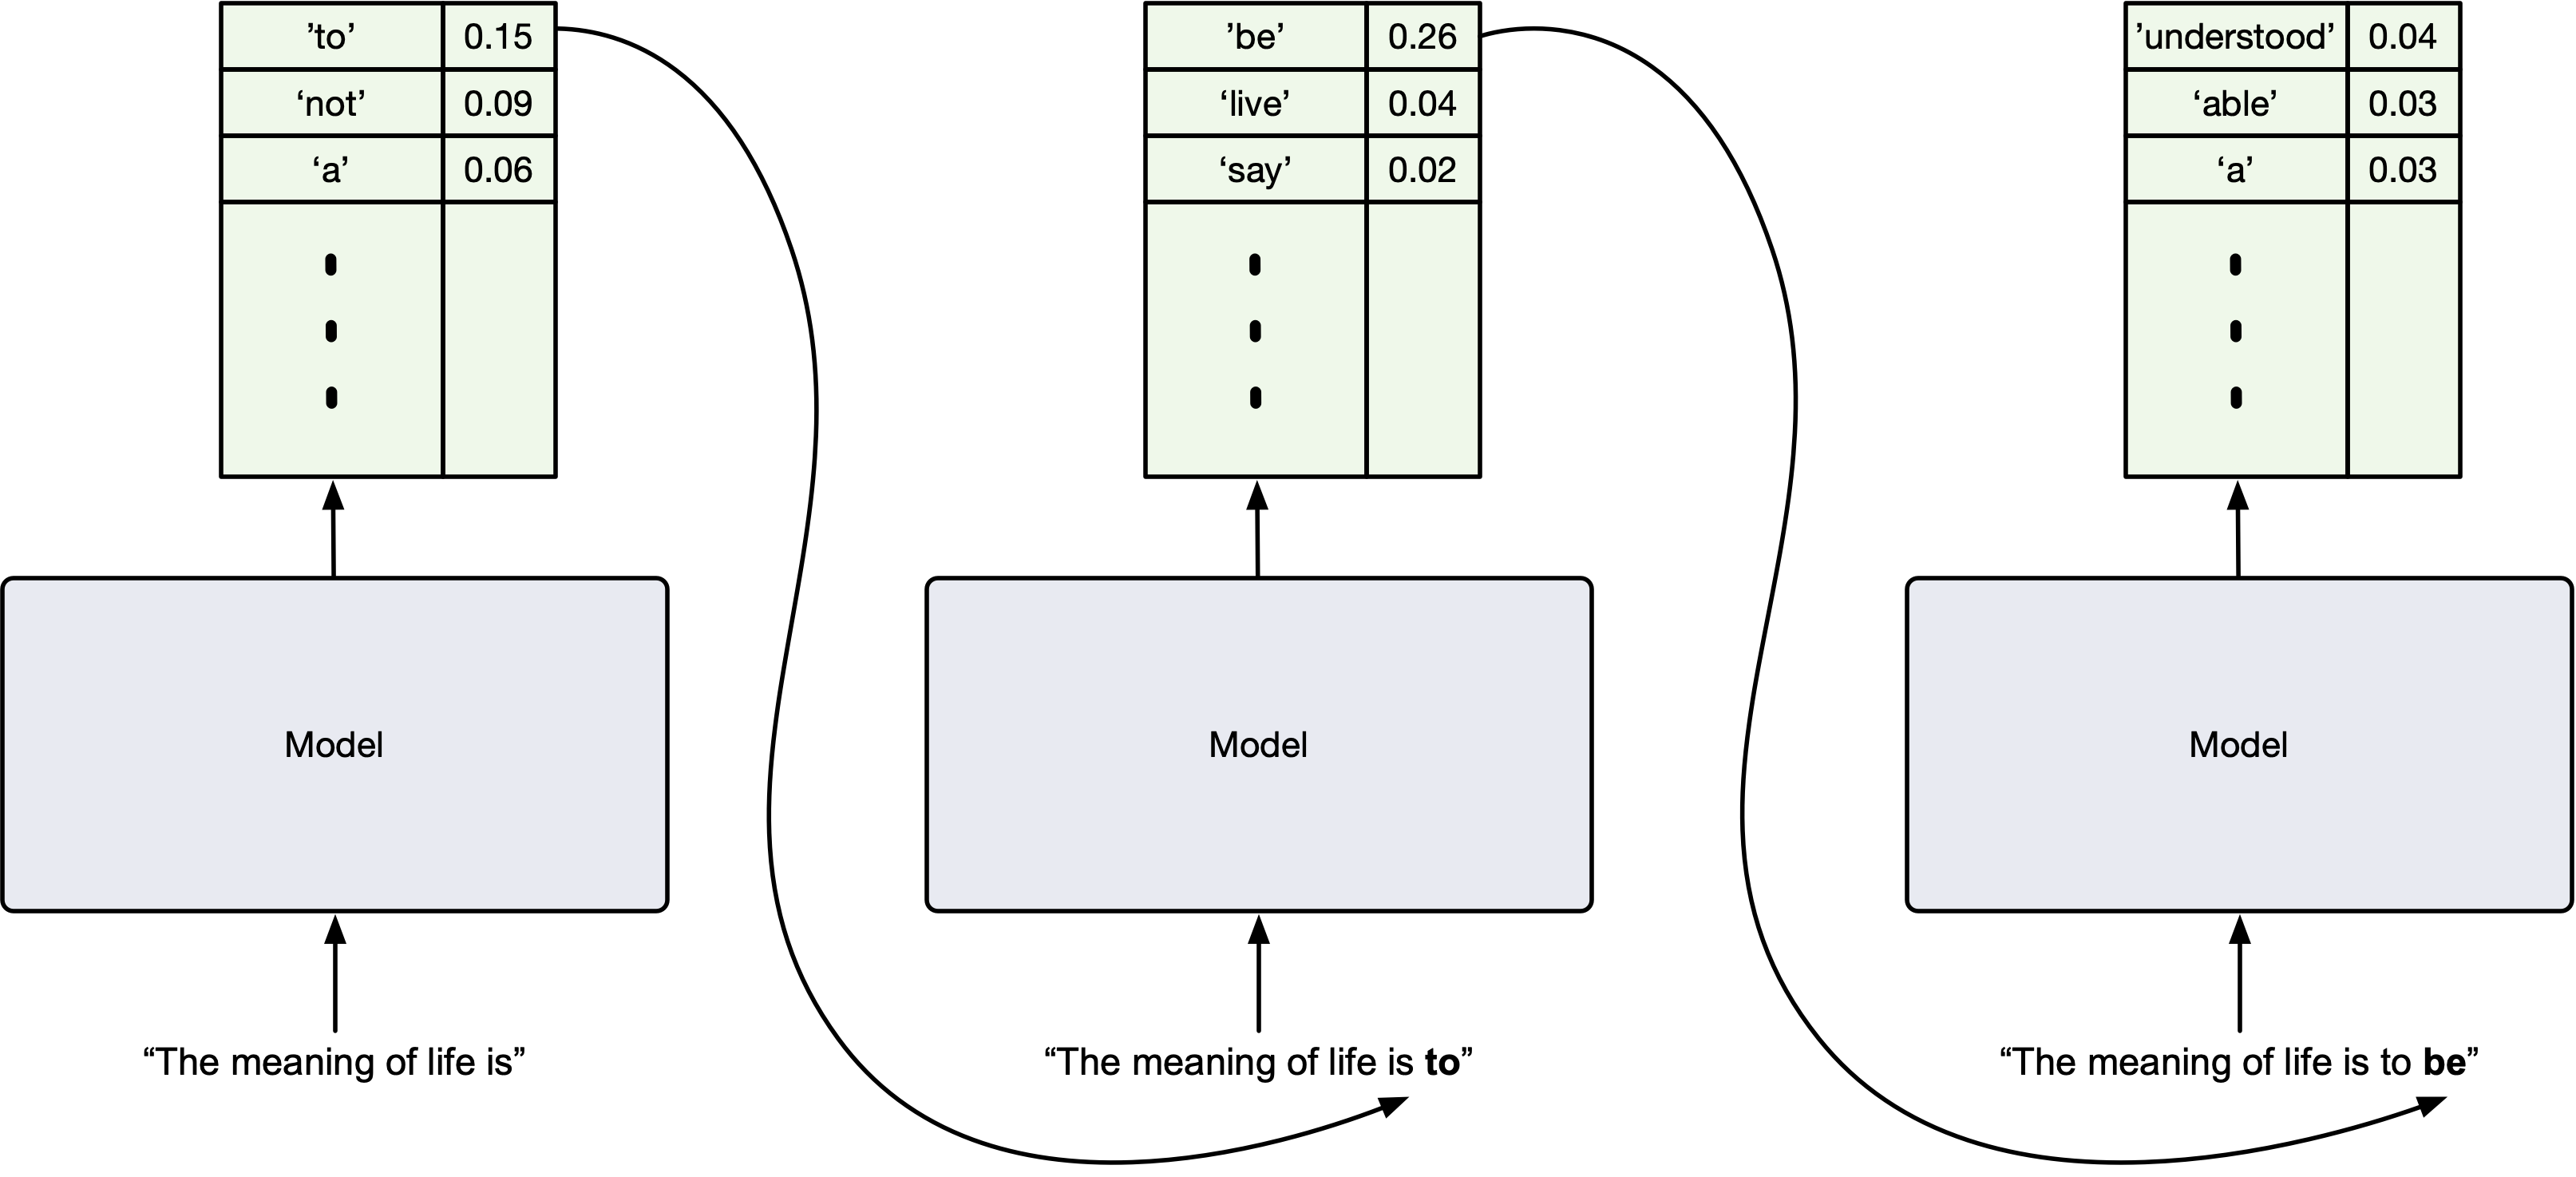 ’to’ 0.15
‘not’ 0.09
‘a’ 0.06
Model
“The meaning of life is”
’be’ 0.26
‘live’ 0.04
‘say’ 0.02
Model
“The meaning of life is to”
’understood’ 0.04
‘able’ 0.03
‘a’ 0.03
Model
“The meaning of life is to be”